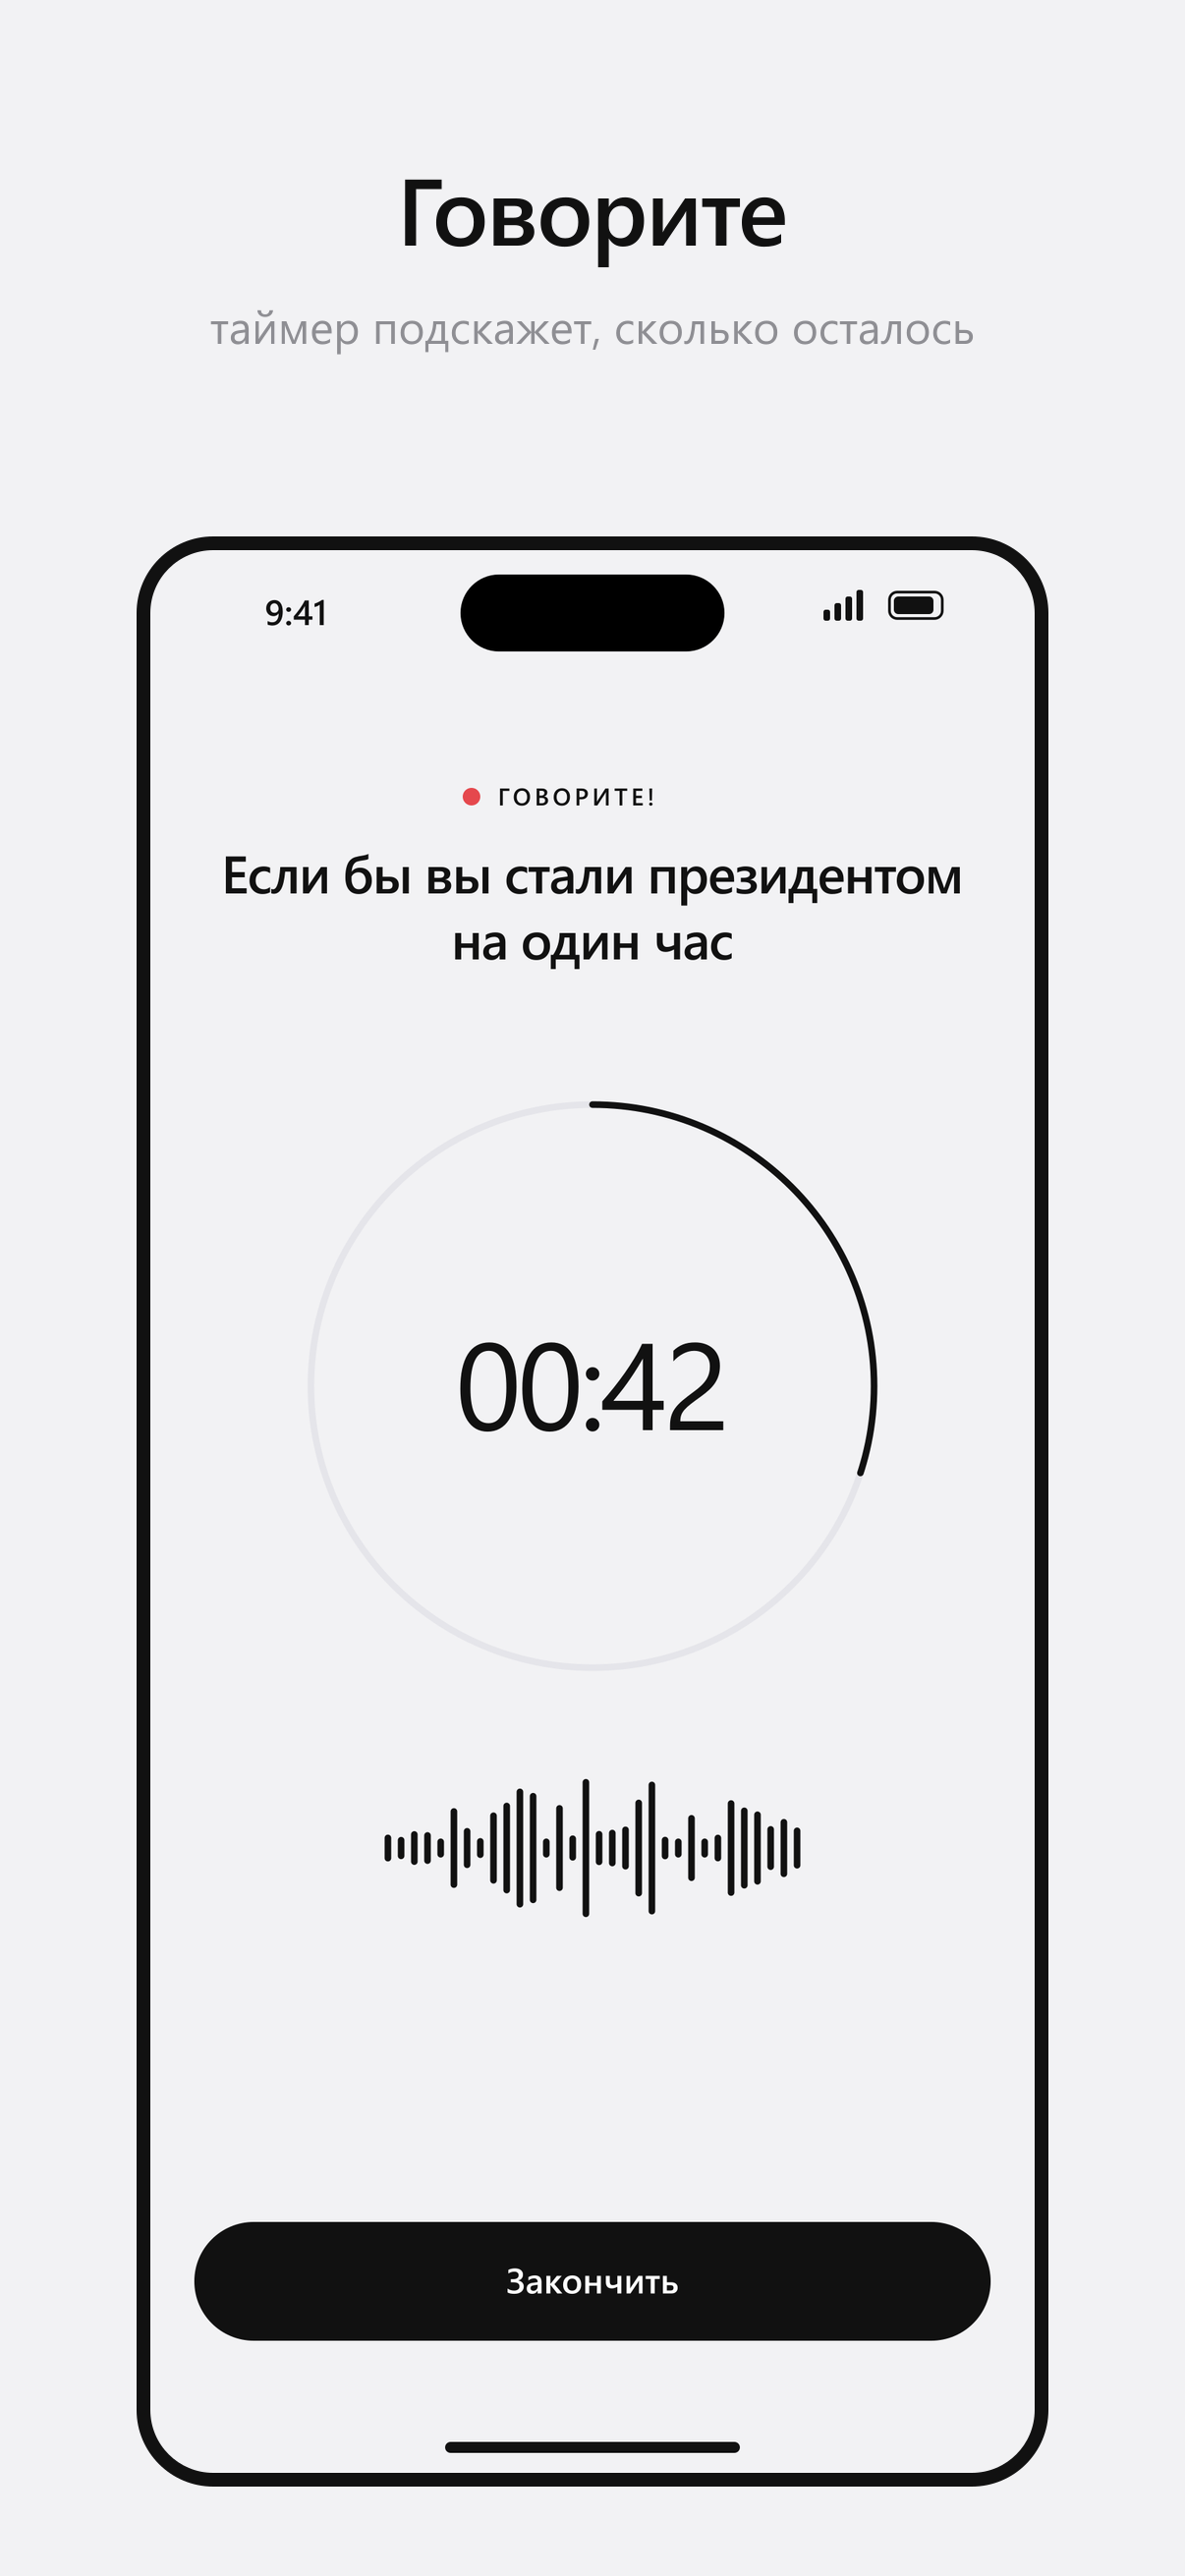 Говорите
таймер подскажет, сколько осталось
9:41
ГОВОРИТЕ!
Если бы вы стали президентом
на один час
00:42
Закончить